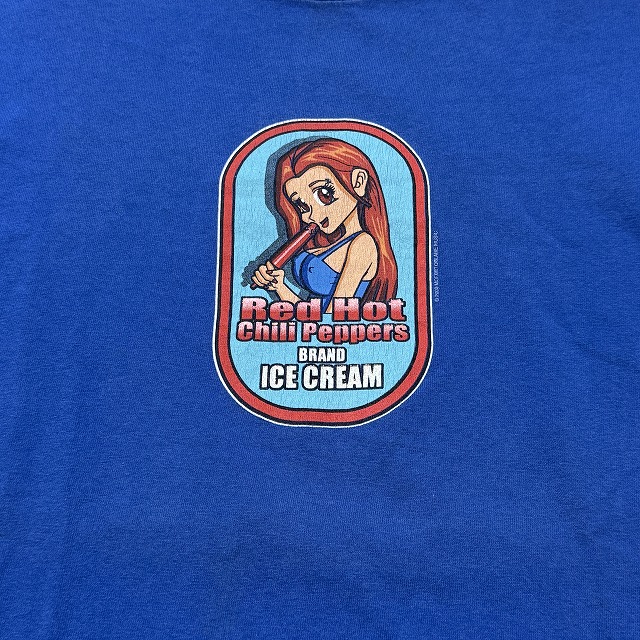 Red Hot
Chili Peppers
BRAND
ICE CREAM